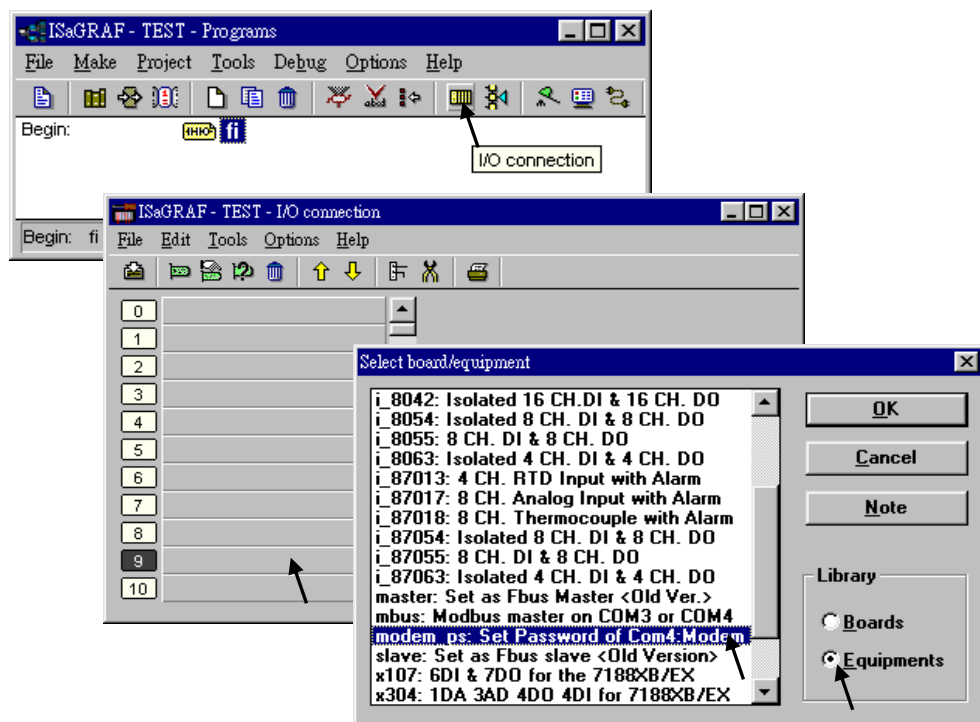 ISaGRAF - TEST - Programs
File Make Project Tools Debug Options Help
Begin: fi
I/O connection
Begin: fi
ISaGRAF - TEST - I/O connection
File Edit Tools Options Help
0
1
2
3
4
5
6
7
8
9
10
Select board/equipment
i_8042: Isolated 16 CH.DI & 16 CH. DO
i_8054: Isolated 8 CH. DI & 8 CH. DO
i_8055: 8 CH. DI & 8 CH. DO
i_8063: Isolated 4 CH. DI & 4 CH. DO
i_87013: 4 CH. RTD Input with Alarm
i_87017: 8 CH. Analog Input with Alarm
i_87018: 8 CH. Thermocouple with Alarm
i_87054: Isolated 8 CH. DI & 8 CH. DO
i_87055: 8 CH. DI & 8 CH. DO
i_87063: Isolated 4 CH. DI & 4 CH. DO
master: Set as Fbus Master <Old Ver.>
mbus: Modbus master on COM3 or COM4
modem_ps: Set Password of Com4:Modem
slave: Set as Fbus slave <Old Version>
x107: 6DI & 7DO for the 7188XB/EX
x304: 1DA 3AD 4DO 4DI for 7188XB/EX
OK
Cancel
Note
Library
Boards
Equipments